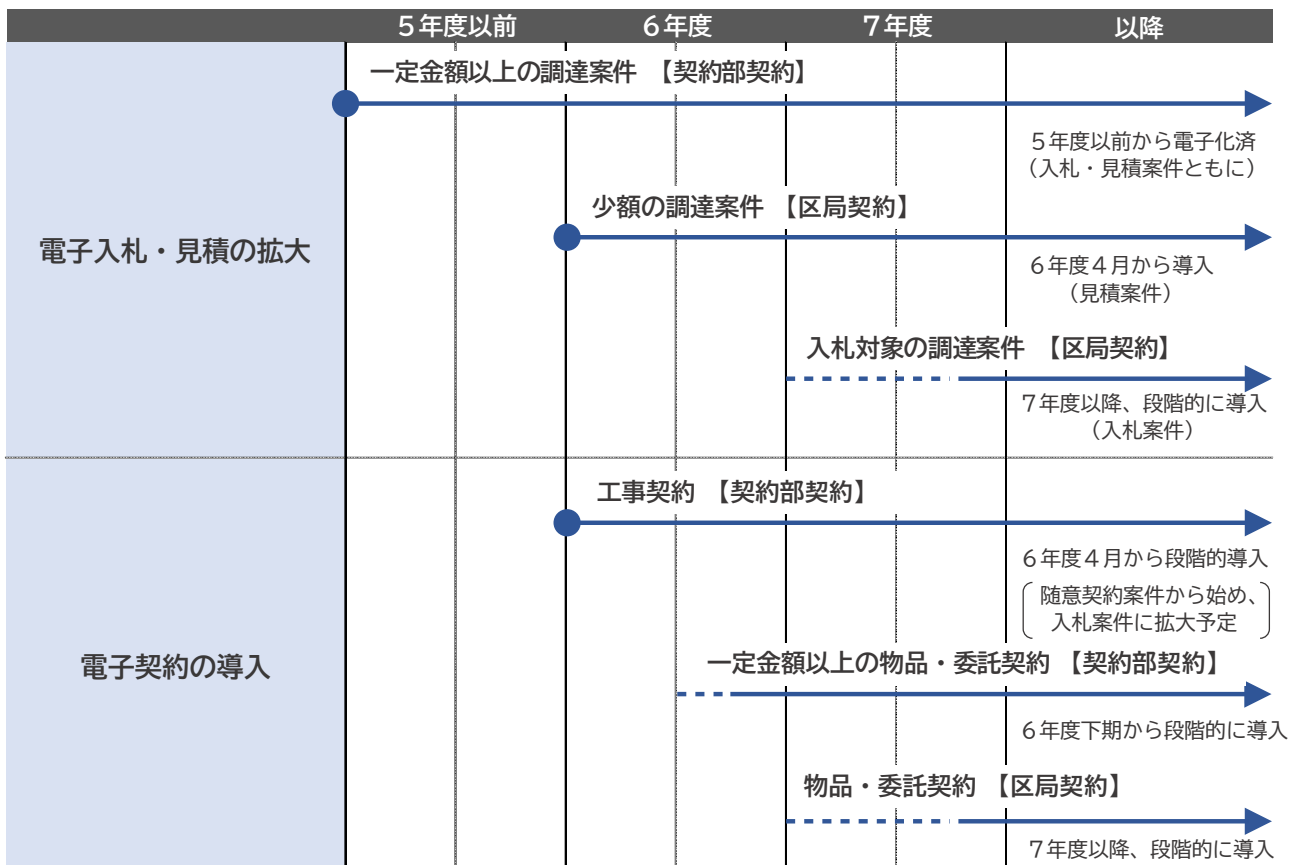 ５年度以前 ６年度 ７年度 以降
電子入札・見積の拡大
一定金額以上の調達案件 【契約部契約】
５年度以前から電子化済
（入札・見積案件ともに）
少額の調達案件 【区局契約】
６年度４月から導入
（見積案件）
入札対象の調達案件 【区局契約】
７年度以降、段階的に導入
（入札案件）
電子契約の導入
工事契約 【契約部契約】
６年度４月から段階的導入
随意契約案件から始め、
入札案件に拡大予定
一定金額以上の物品・委託契約 【契約部契約】
６年度下期から段階的に導入
物品・委託契約 【区局契約】
７年度以降、段階的に導入